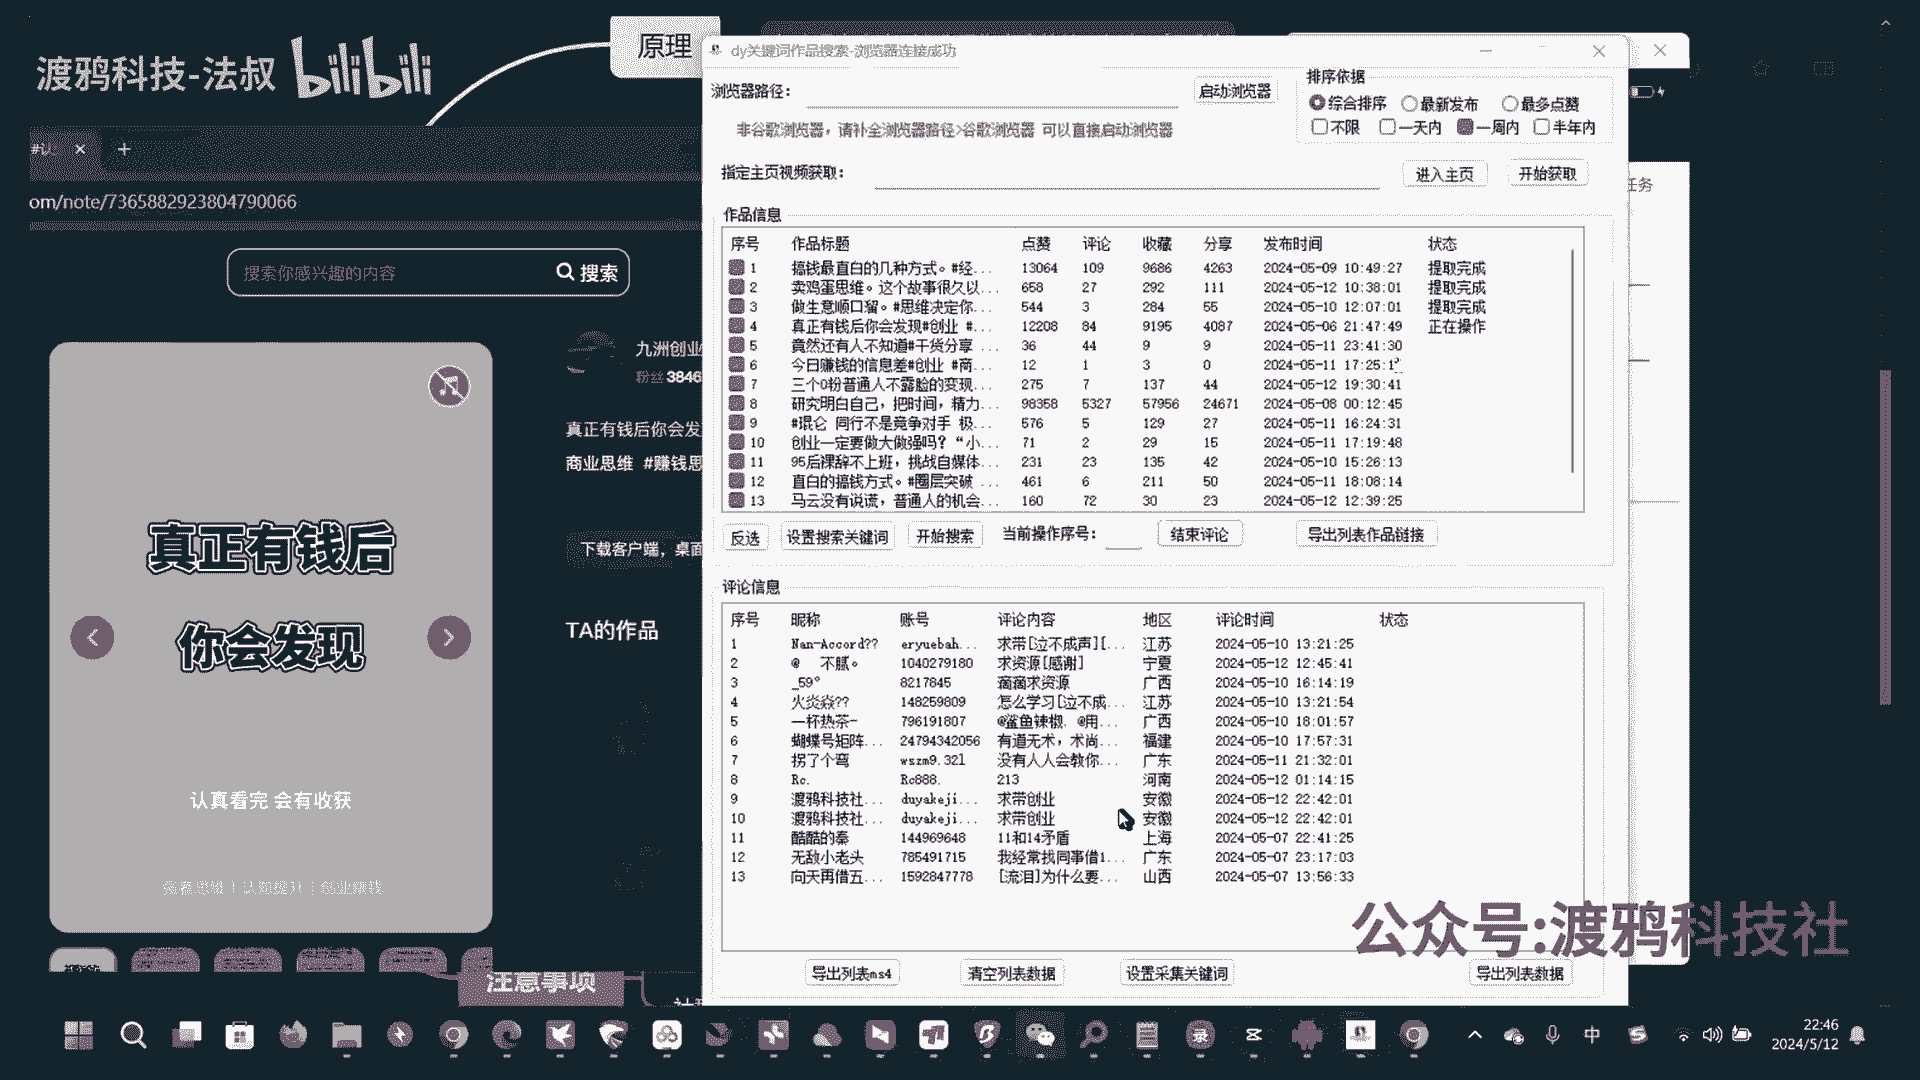 渡鸦科技-法叔 bilibili
原理
dy关键词作品搜索-浏览器连接成功
浏览器路径：
启动浏览器
排序依据
综合排序 最新发布 最多点赞
不限 一天内 一周内 半年内
非谷歌浏览器，请补全浏览器路径>谷歌浏览器 可以直接启动浏览器
指定主页视频获取：
进入主页 开始获取
om/note/7365882923804790066
搜索你感兴趣的内容 搜索
九洲创业
粉丝 3846
真正有钱后你会发
商业思维 #赚钱思
下载客户端，桌面
TA的作品
真正有钱后
你会发现
认真看完 会有收获
注意事项
任务
作品信息
序号 作品标题 点赞 评论 收藏 分享 发布时间 状态
1 搞钱最直白的几种方式。#经... 13064 109 9686 4263 2024-05-09 10:49:27 提取完成
2 卖鸡蛋思维。这个故事很久以... 658 27 292 111 2024-05-12 10:38:01 提取完成
3 做生意顺口溜。#思维决定你... 544 3 284 55 2024-05-10 12:07:01 提取完成
4 真正有钱后你会发现#创业 #... 12208 84 9195 4087 2024-05-06 21:47:49 正在操作
5 竟然还有人不知道#干货分享 ... 36 44 9 9 2024-05-11 23:41:30
6 今日赚钱的信息差#创业 #商... 12 1 3 0 2024-05-11
7 三个0粉普通人不露脸的变现... 275 7 137 44 2024-05-12 19:30:41
8 研究明白自己，把时间，精力... 98358 5327 57956 24671 2024-05-08 00:12:45
9 #琨仑 同行不是竞争对手 极... 576 5 129 27 2024-05-11 16:24:31
10 创业一定要做大做强吗？“小... 71 2 29 15 2024-05-11 17:19:48
11 95后裸辞不上班，挑战自媒体... 231 23 135 42 2024-05-10 15:26:13
12 直白的搞钱方式。#圈层突破 ... 461 6 211 50 2024-05-11 18:08:14
13 马云没有说谎，普通人的机会... 160 72 30 23 2024-05-12 12:39:25
反选 设置搜索关键词 开始搜索 当前操作序号： 结束评论 导出列表作品链接
评论信息
序号 昵称 账号 评论内容 地区 评论时间 状态
1 Nan-Accord?? eryuebah... 求带[泣不成声][... 江苏 2024-05-10 13:21:25
2 @ 不腻。 1040279180 求资源[感谢] 宁夏 2024-05-12 12:45:41
3 _59° 8217845 滴滴求资源 广西 2024-05-10 16:14:19
4 火炎焱?? 148259809 怎么学习[泣不成... 江苏 2024-05-10 13:21:54
5 一杯热茶- 796191807 @鲨鱼辣椒. @用... 广西 2024-05-10 18:01:57
6 蝴蝶号矩阵... 24794342056 有道无术，术尚... 福建 2024-05-10 17:57:31
7 拐了个弯 wszm9.32l 没有人人会教你... 广东 2024-05-11 21:32:01
8 Rc. Rc888. 213 河南 2024-05-12 01:14:15
9 渡鸦科技社... duyakeji... 求带创业 安徽 2024-05-12 22:42:01
10 渡鸦科技社... duyakeji... 求带创业 安徽 2024-05-12 22:42:01
11 酷酷的秦 144969648 11和14矛盾 上海 2024-05-07 22:41:25
12 无敌小老头 785491715 我经常找同事借1... 广东 2024-05-07 23:17:03
13 向天再借五... 1592847778 [流泪]为什么要... 山西 2024-05-07 13:56:33
公众号:渡鸦科技社
导出列表ms4 清空列表数据 设置采集关键词 导出列表数据
中
22:46
2024/5/12